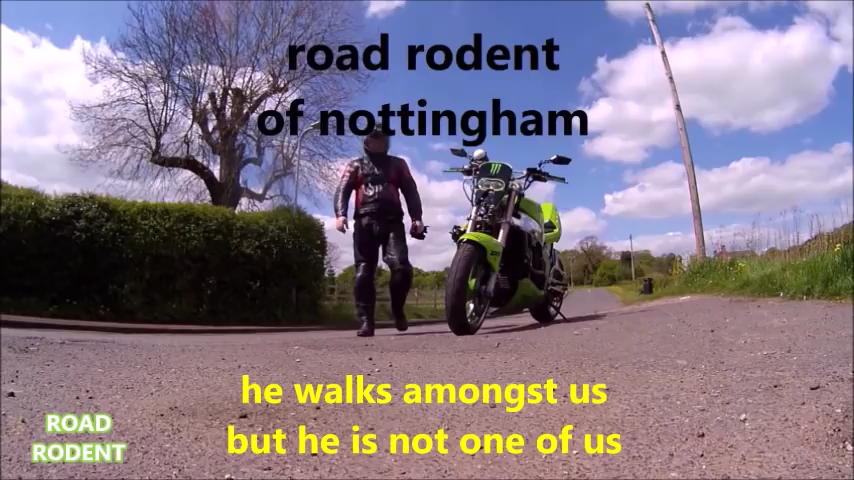 road rodent
of nottingham
he walks amongst us
but he is not one of us
ROAD
RODENT